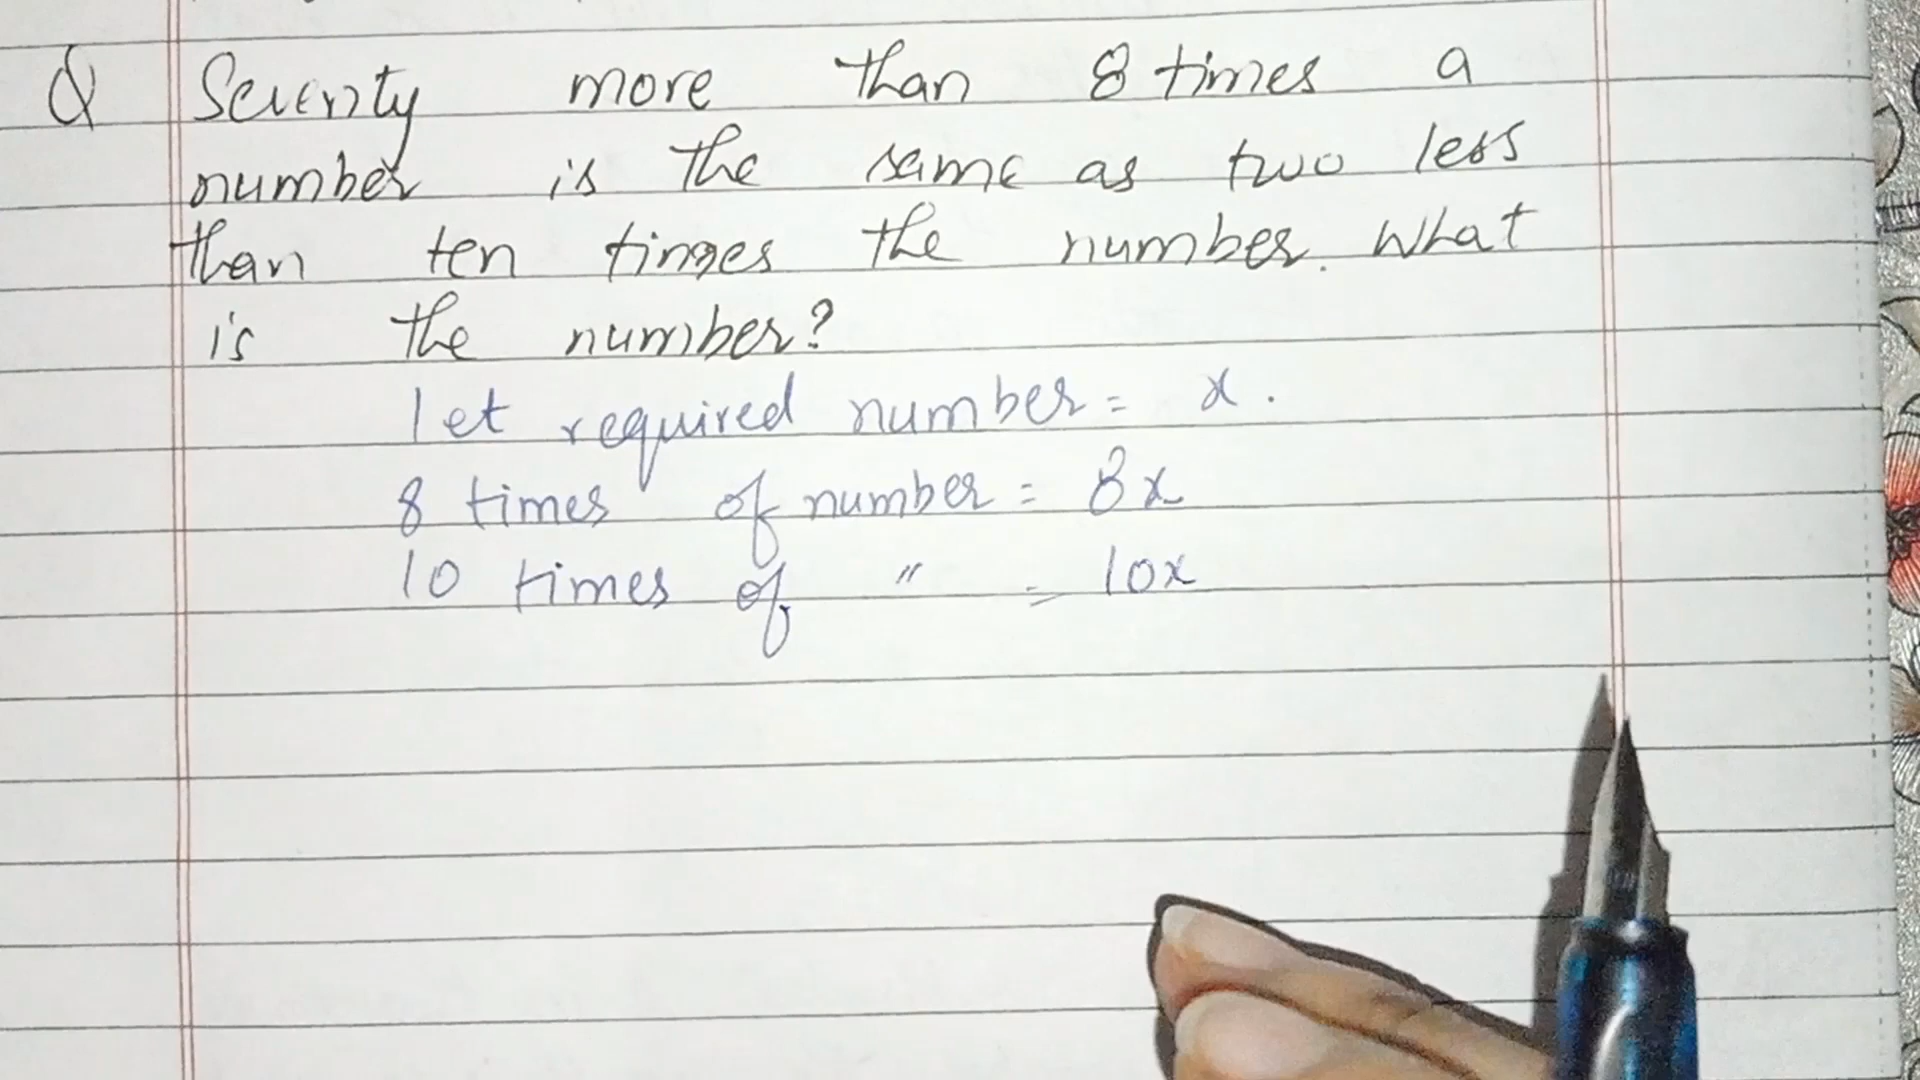 Q Seventy more than 8 times a
number is the same as two less
than ten times the number. What
is the number?
let required number = x.
8 times of number = 8x
10 times of " = 10x